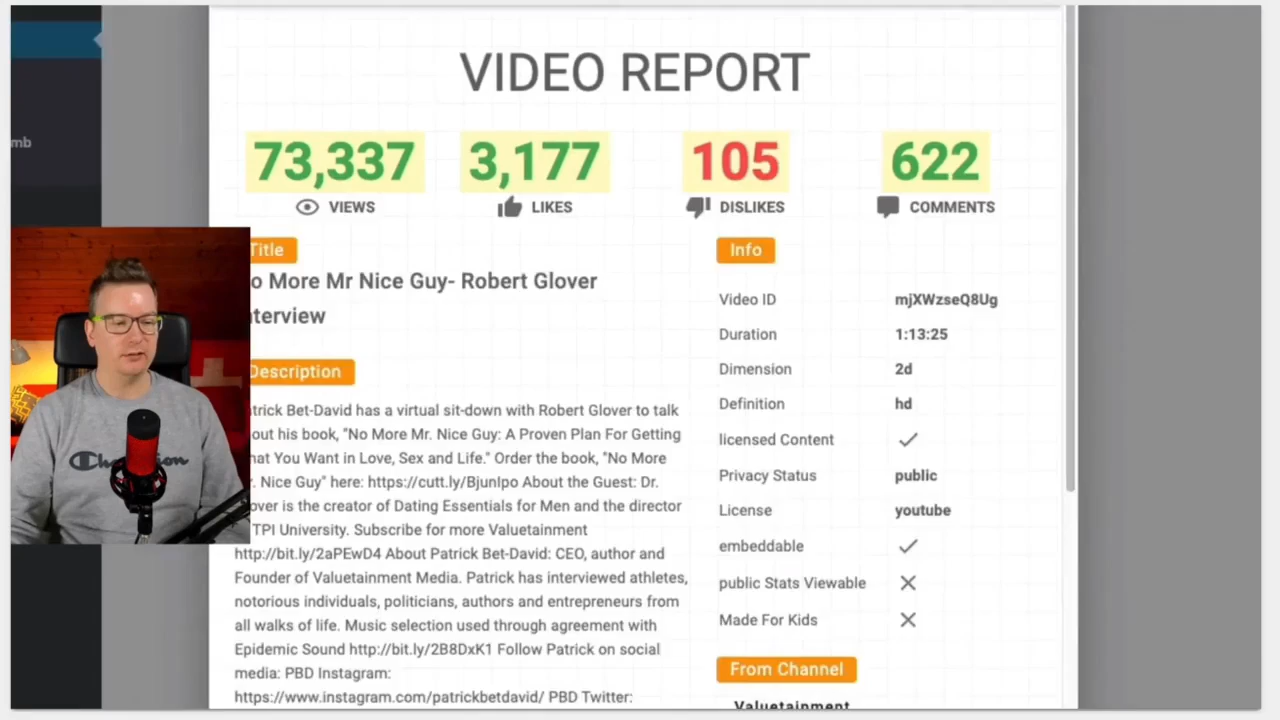 mb
VIDEO REPORT
73,337
3,177
105
622
VIEWS
LIKES
DISLIKES
COMMENTS
Title
o More Mr Nice Guy- Robert Glover
nterview
Description
trick Bet-David has a virtual sit-down with Robert Glover to talk
out his book, "No More Mr. Nice Guy: A Proven Plan For Getting
at You Want in Love, Sex and Life." Order the book, "No More
. Nice Guy" here: https://cutt.ly/BjunIpo About the Guest: Dr.
over is the creator of Dating Essentials for Men and the director
TPI University. Subscribe for more Valuetainment
http://bit.ly/2aPEwD4 About Patrick Bet-David: CEO, author and
Founder of Valuetainment Media. Patrick has interviewed athletes,
notorious individuals, politicians, authors and entrepreneurs from
all walks of life. Music selection used through agreement with
Epidemic Sound http://bit.ly/2B8DxK1 Follow Patrick on social
media: PBD Instagram:
https://www.instagram.com/patrickbetdavid/ PBD Twitter:
Info
Video ID mjXWzseQ8Ug
Duration 1:13:25
Dimension 2d
Definition hd
licensed Content
Privacy Status public
License youtube
embeddable
public Stats Viewable
Made For Kids
From Channel
Valuetainment
Champion